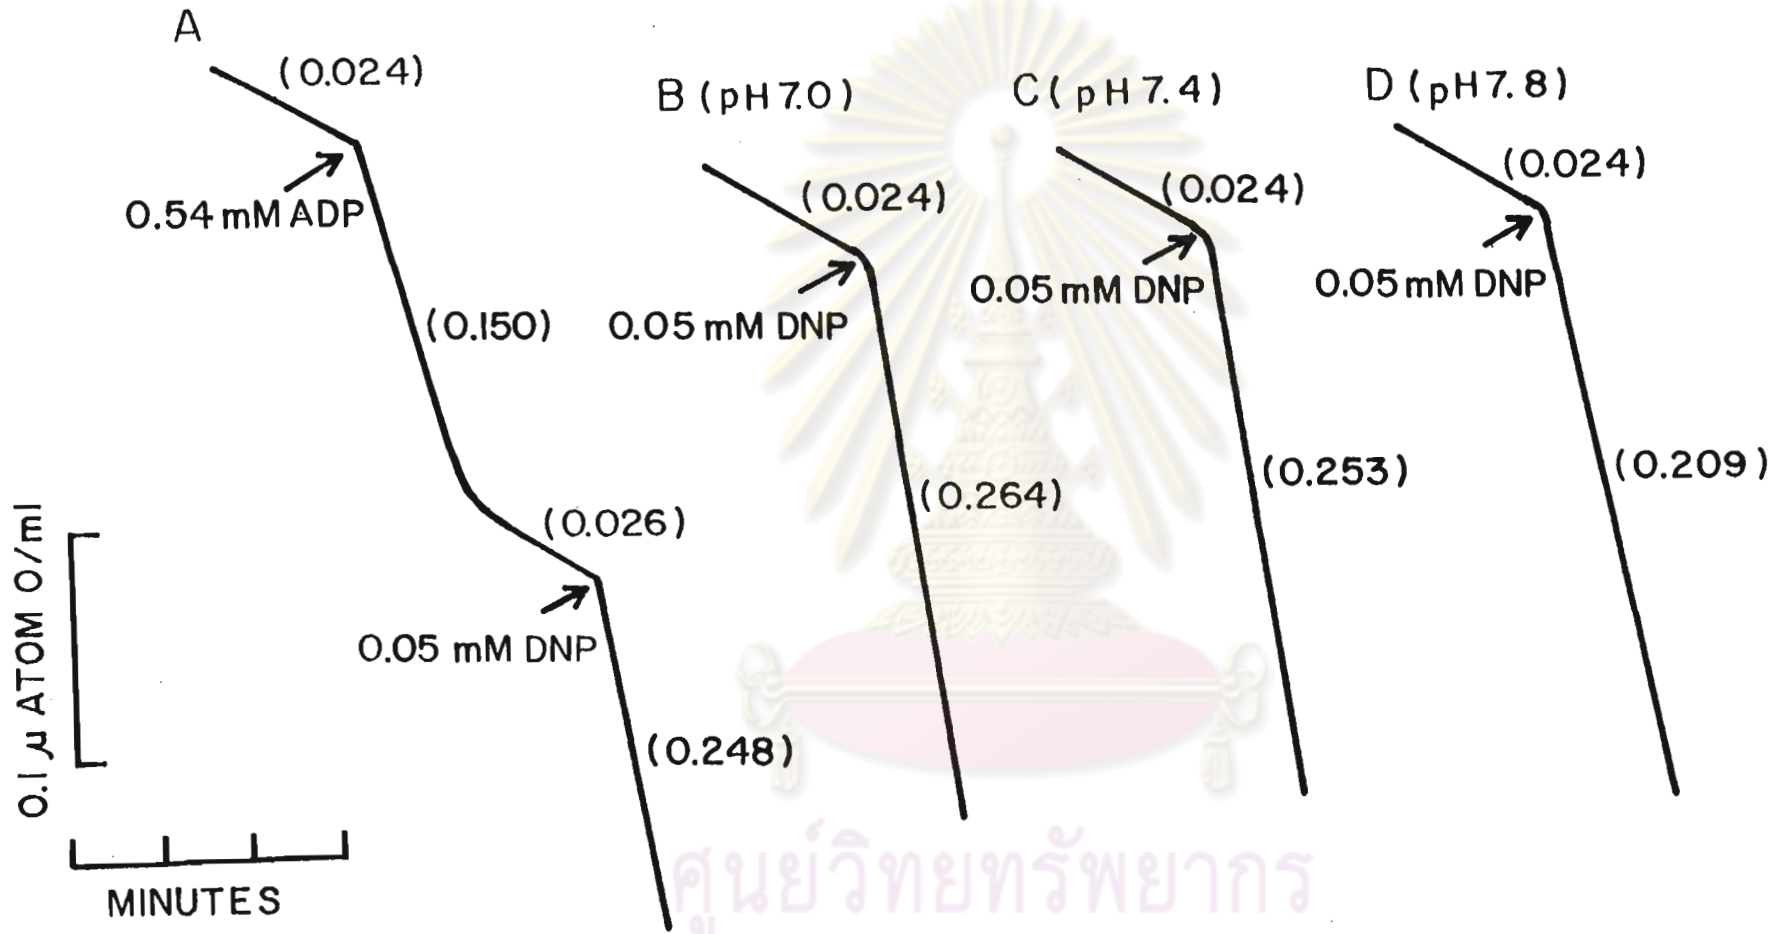 A
(0.024)
0.54 mM ADP
(0.150)
(0.026)
0.05 mM DNP
(0.248)
B (pH 7.0)
(0.024)
0.05 mM DNP
(0.264)
C (pH 7.4)
(0.024)
0.05 mM DNP
(0.253)
D (pH 7.8)
(0.024)
0.05 mM DNP
(0.209)
0.1 μ ATOM O/ml
MINUTES
ศูนย์วิทยทรัพยากร